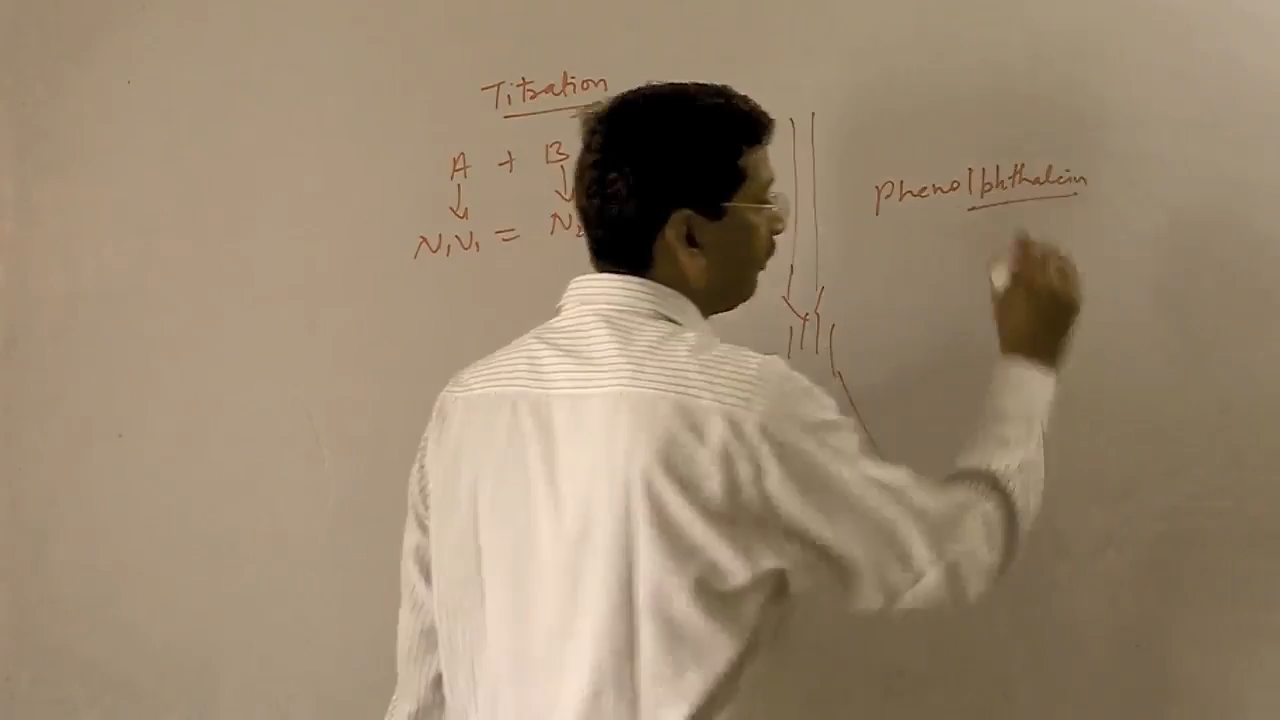 Titration
A + B
↓ ↓
N₁V₁ = N₂
Phenolphthalein